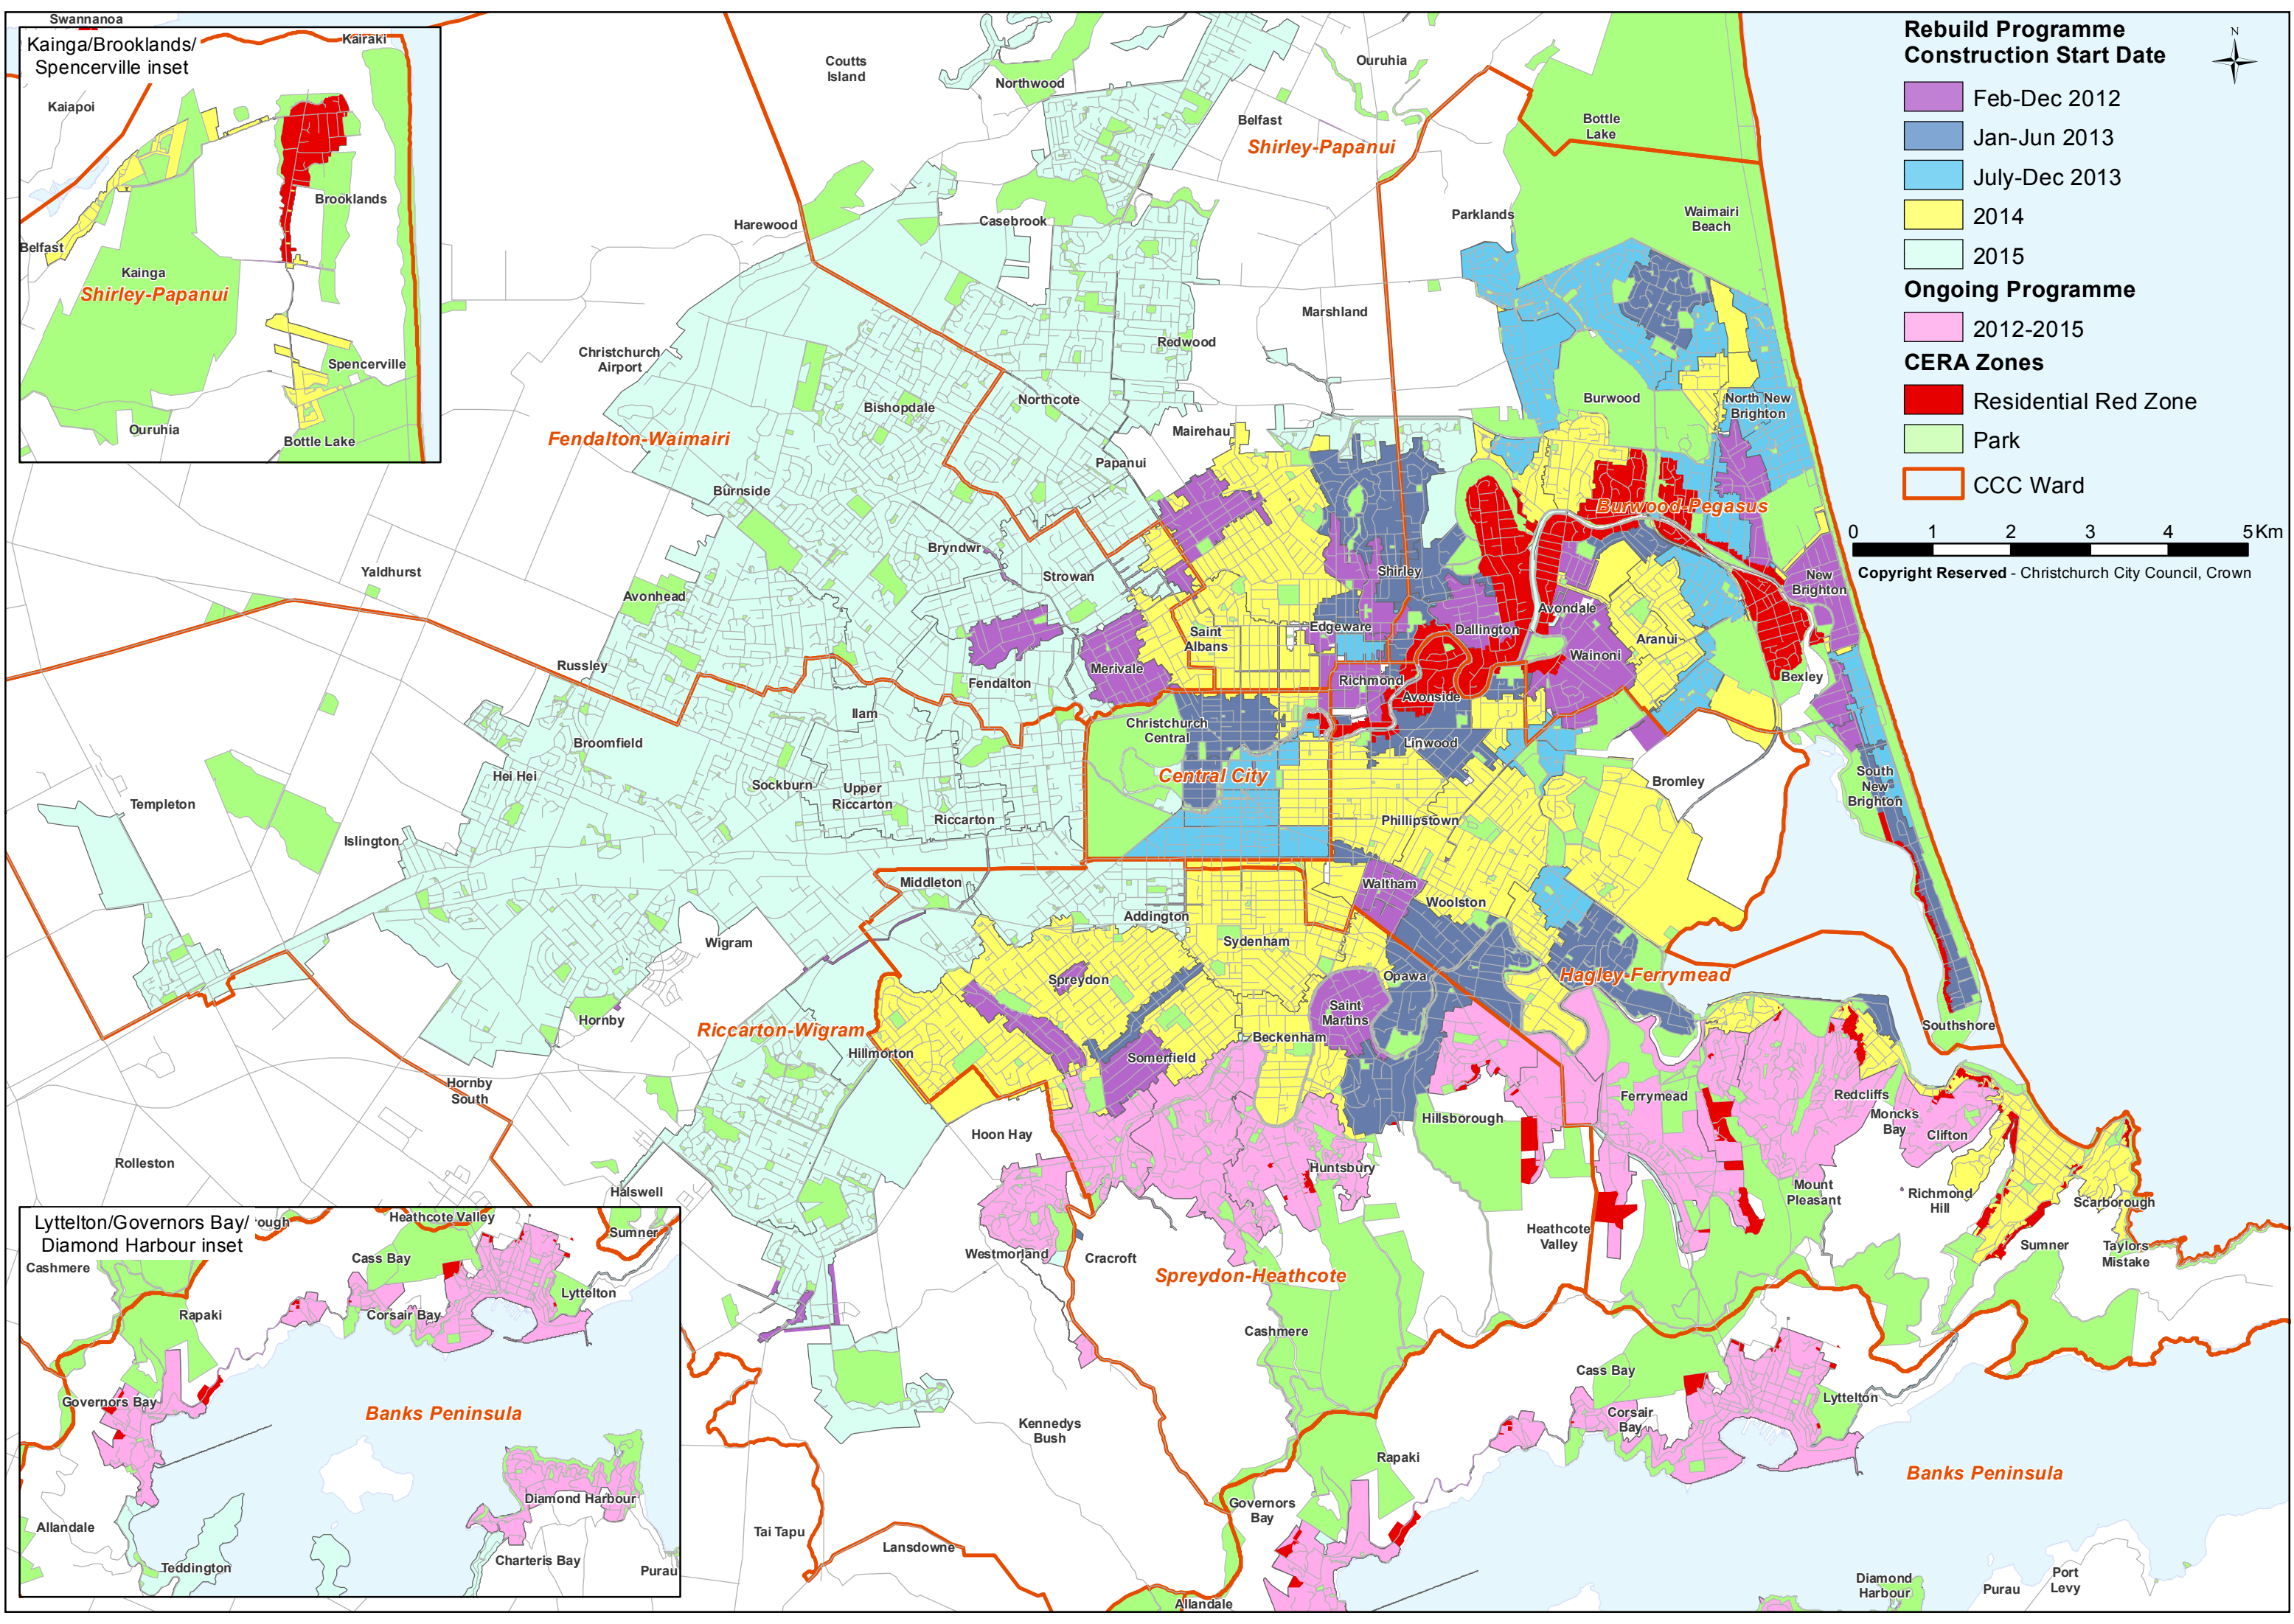 Swannanoa
Kainga/Brooklands/
Spencerville inset
Kairaki
Kaiapoi
Brooklands
Belfast
Kainga
Shirley-Papanui
Spencerville
Ouruhia
Bottle Lake
Coutts
Island
Northwood
Ouruhia
Belfast
Shirley-Papanui
Bottle
Lake
Harewood
Casebrook
Parklands
Waimairi
Beach
Marshland
Christchurch
Airport
Redwood
Bishopdale
Northcote
Burwood
North New
Brighton
Fendalton-Waimairi
Mairehau
Papanui
Burnside
Burwood-Pegasus
Bryndwr
Strowan
Shirley
Yaldhurst
Avonhead
New
Brighton
Avondale
Edgeware
Dallington
Saint
Albans
Aranui
Wainoni
Russley
Merivale
Fendalton
Richmond
Bexley
Avonside
Ilam
Christchurch
Central
Broomfield
Linwood
Hei Hei
Sockburn
Central City
Bromley
South
New
Brighton
Upper
Riccarton
Templeton
Riccarton
Phillipstown
Islington
Middleton
Waltham
Woolston
Addington
Wigram
Sydenham
Spreydon
Opawa
Hagley-Ferrymead
Saint
Martins
Hornby
Riccarton-Wigram
Southshore
Beckenham
Hillmorton
Somerfield
Hornby
South
Ferrymead
Redcliffs
Hillsborough
Moncks
Bay
Clifton
Hoon Hay
Rolleston
Huntsbury
Halswell
Mount
Pleasant
Richmond
Hill
Scarborough
Heathcote
Valley
Sumner
Taylors
Mistake
Westmorland
Cracroft
Spreydon-Heathcote
Cashmere
Cass Bay
Lyttelton
Corsair
Bay
Kennedys
Bush
Rapaki
Banks Peninsula
Governors
Bay
Tai Tapu
Lansdowne
Allandale
Diamond
Harbour
Purau
Port
Levy
Lyttelton/Governors Bay/
Diamond Harbour inset
ough
Heathcote Valley
Sumner
Cashmere
Cass Bay
Lyttelton
Rapaki
Corsair Bay
Governors Bay
Banks Peninsula
Diamond Harbour
Allandale
Charteris Bay
Teddington
Purau
Rebuild Programme
Construction Start Date
N
Feb-Dec 2012
Jan-Jun 2013
July-Dec 2013
2014
2015
Ongoing Programme
2012-2015
CERA Zones
Residential Red Zone
Park
CCC Ward
0 1 2 3 4 5 Km
Copyright Reserved - Christchurch City Council, Crown